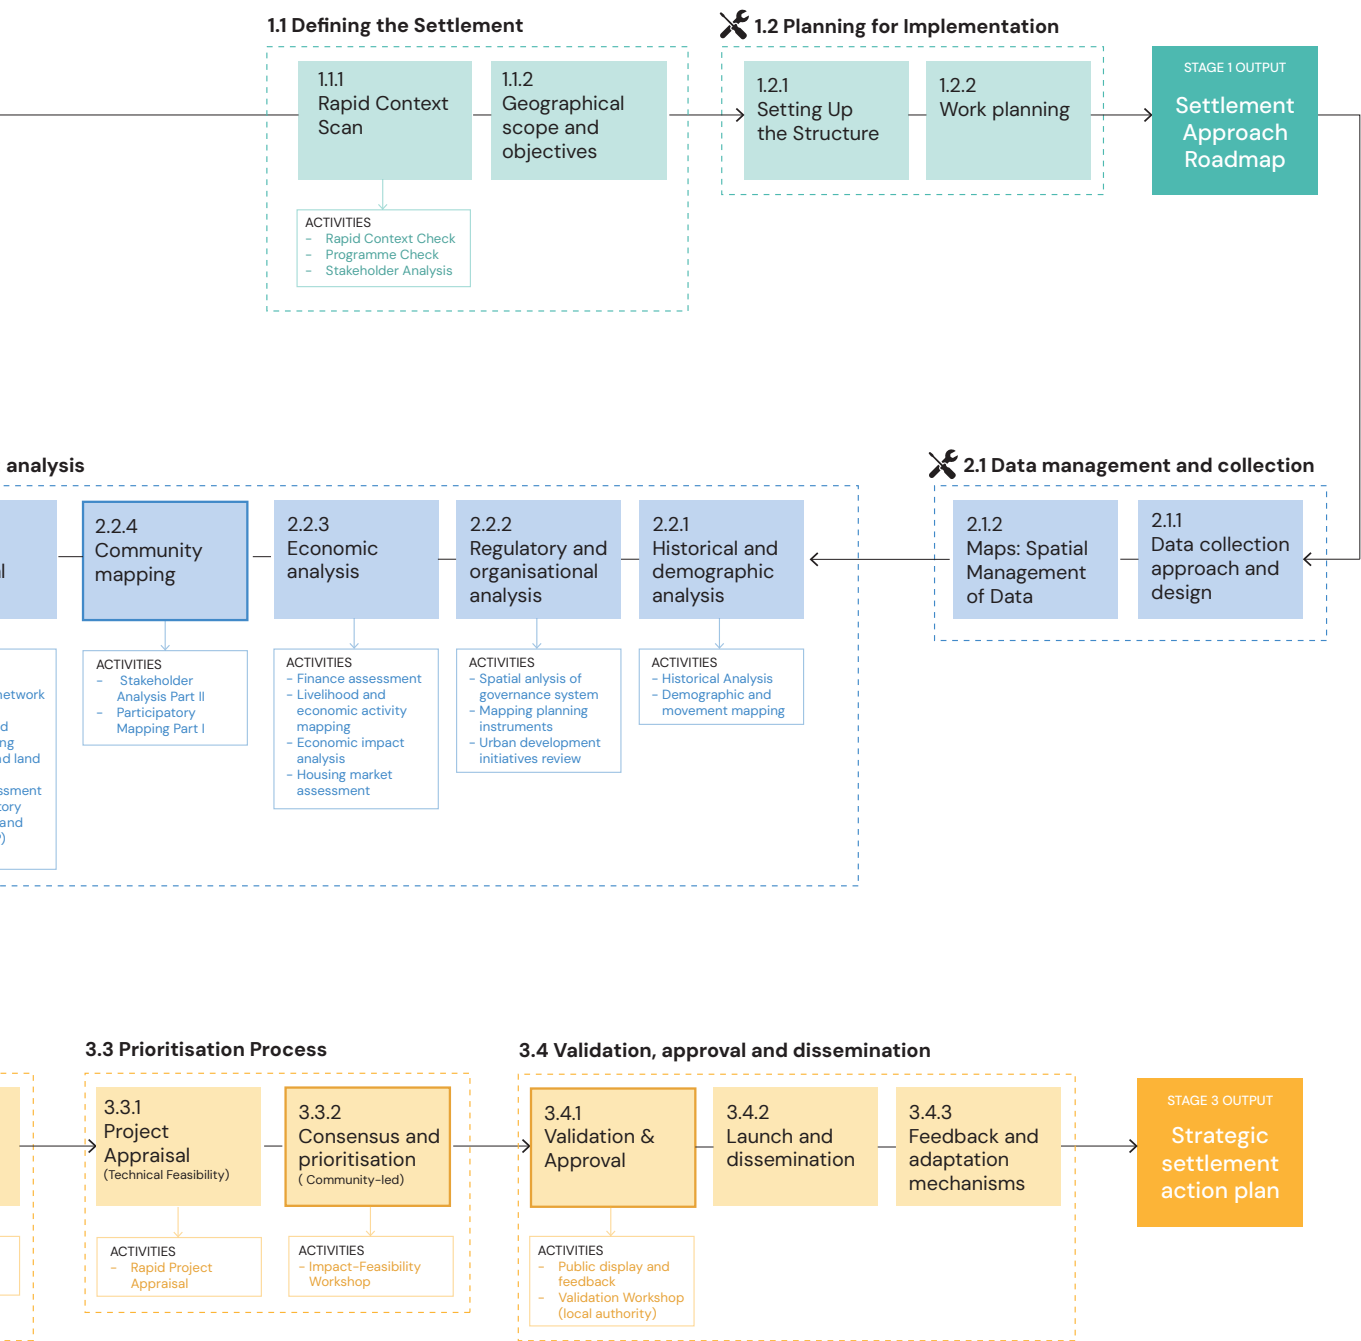 1.1 Defining the Settlement
1.2 Planning for Implementation
1.1.1
Rapid Context
Scan
1.1.2
Geographical
scope and
objectives
1.2.1
Setting Up
the Structure
1.2.2
Work planning
STAGE 1 OUTPUT
Settlement
Approach
Roadmap
ACTIVITIES
- Rapid Context Check
- Programme Check
- Stakeholder Analysis
analysis
2.1 Data management and collection
2.2.4
Community
mapping
2.2.3
Economic
analysis
2.2.2
Regulatory and
organisational
analysis
2.2.1
Historical and
demographic
analysis
2.1.2
Maps: Spatial
Management
of Data
2.1.1
Data collection
approach and
design
land
and
ACTIVITIES
- Stakeholder
Analysis Part II
- Participatory
Mapping Part I
ACTIVITIES
- Finance assessment
- Livelihood and
economic activity
mapping
- Economic impact
analysis
- Housing market
assessment
ACTIVITIES
- Spatial anlysis of
governance system
- Mapping planning
instruments
- Urban development
initiatives review
ACTIVITIES
- Historical Analysis
- Demographic and
movement mapping
3.3 Prioritisation Process
3.4 Validation, approval and dissemination
3.3.1
Project
Appraisal
(Technical Feasibility)
3.3.2
Consensus and
prioritisation
( Community-led)
3.4.1
Validation &
Approval
3.4.2
Launch and
dissemination
3.4.3
Feedback and
adaptation
mechanisms
STAGE 3 OUTPUT
Strategic
settlement
action plan
ACTIVITIES
- Rapid Project
Appraisal
ACTIVITIES
- Impact-Feasibility
Workshop
ACTIVITIES
- Public display and
feedback
- Validation Workshop
(local authority)